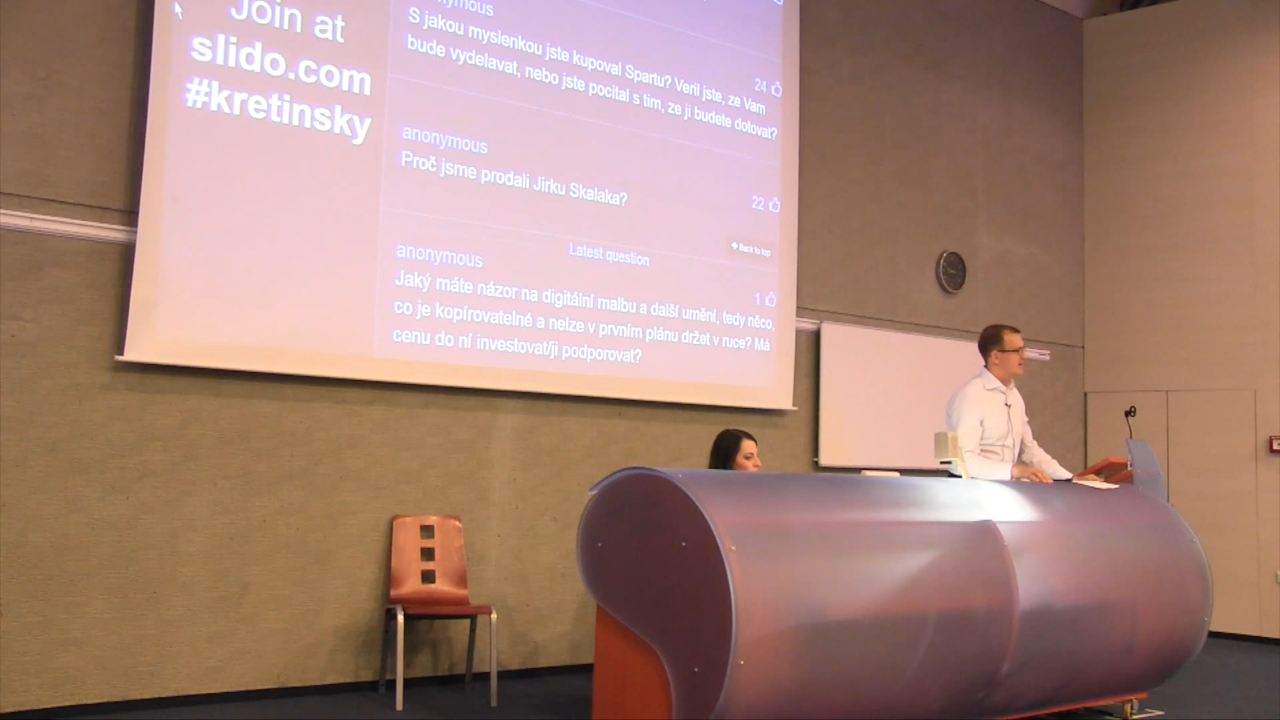 Join at
slido.com
#kretinsky
anonymous
S jakou myslenkou jste kupoval Spartu? Veril jste, ze Vam
bude vydelavat, nebo jste pocital s tim, ze ji budete dotovat?
24
anonymous
Proč jsme prodali Jirku Skalaka?
22
Back to top
Latest question
anonymous
1
Jaký máte názor na digitální malbu a další umění, tedy něco,
co je kopírovatelné a nelze v prvním plánu držet v ruce? Má
cenu do ní investovat/ji podporovat?